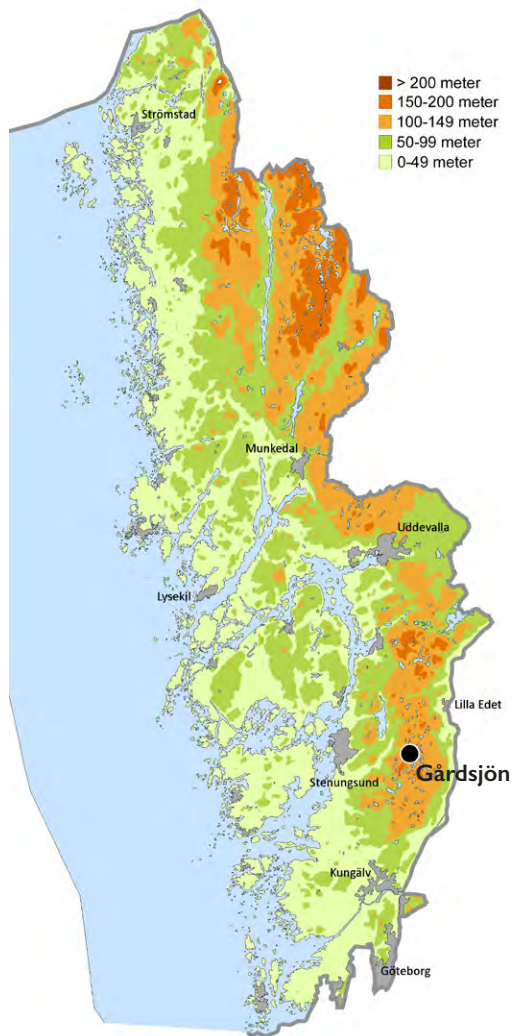 > 200 meter
150-200 meter
100-149 meter
50-99 meter
0-49 meter
Strömstad
Munkedal
Uddevalla
Lysekil
Lilla Edet
Gårdsjön
Stenungsund
Kungälv
Göteborg